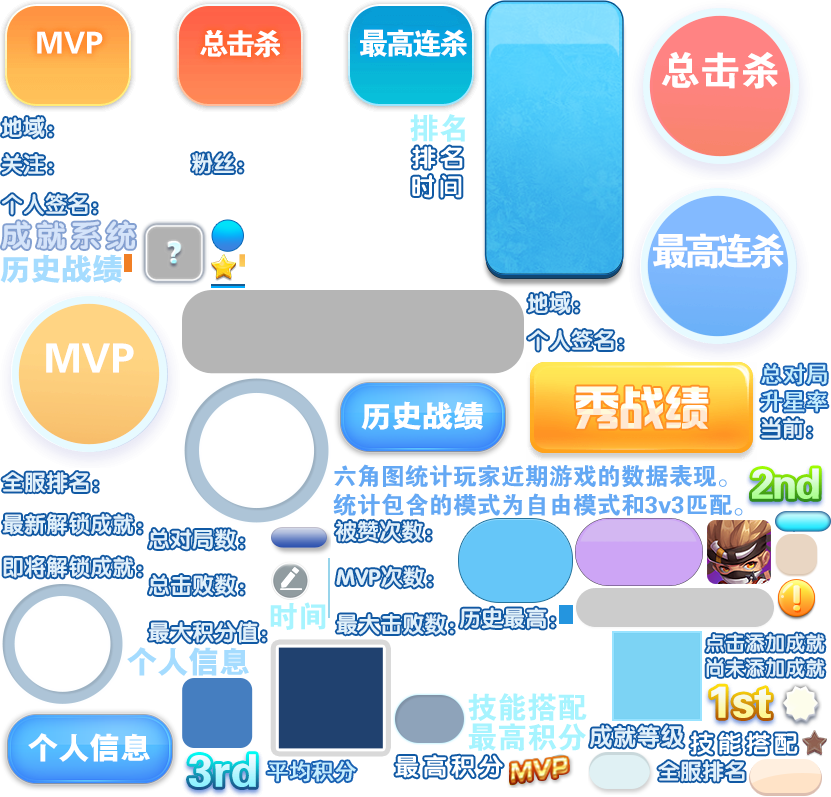 MVP
总击杀
最高连杀
总击杀
地域:
排名
关注:
粉丝:
排名
时间
个人签名:
成就系统
?
历史战绩
最高连杀
地域:
个人签名:
MVP
历史战绩
秀战绩
总对局
升星率
当前:
全服排名:
六角图统计玩家近期游戏的数据表现。
统计包含的模式为自由模式和3v3匹配。
2nd
最新解锁成就:
总对局数:
被赞次数:
即将解锁成就:
总击败数:
MVP次数:
!
时间
历史最高:
最大积分值:
最大击败数:
个人信息
点击添加成就
尚未添加成就
1st
技能搭配
最高积分
个人信息
成就等级
技能搭配
3rd
平均积分
最高积分
MVP
全服排名